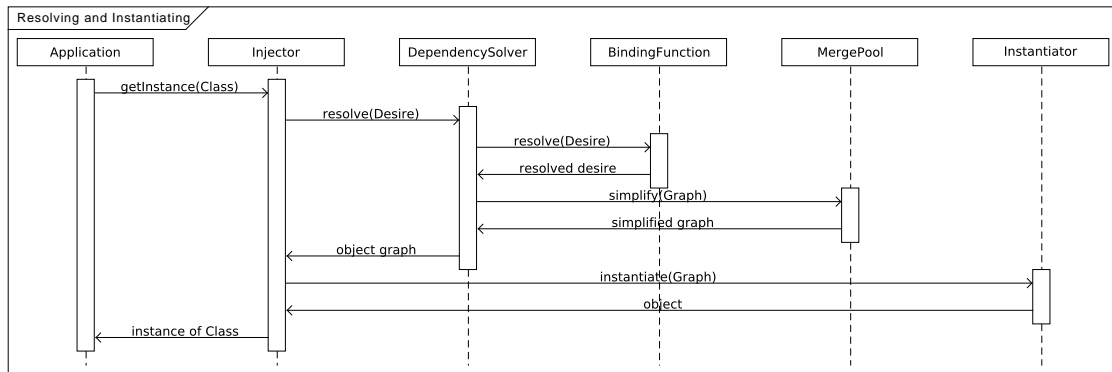 Resolving and Instantiating
Application
Injector
DependencySolver
BindingFunction
MergePool
Instantiator
getInstance(Class)
resolve(Desire)
resolve(Desire)
resolved desire
simplify(Graph)
simplified graph
object graph
instantiate(Graph)
object
instance of Class